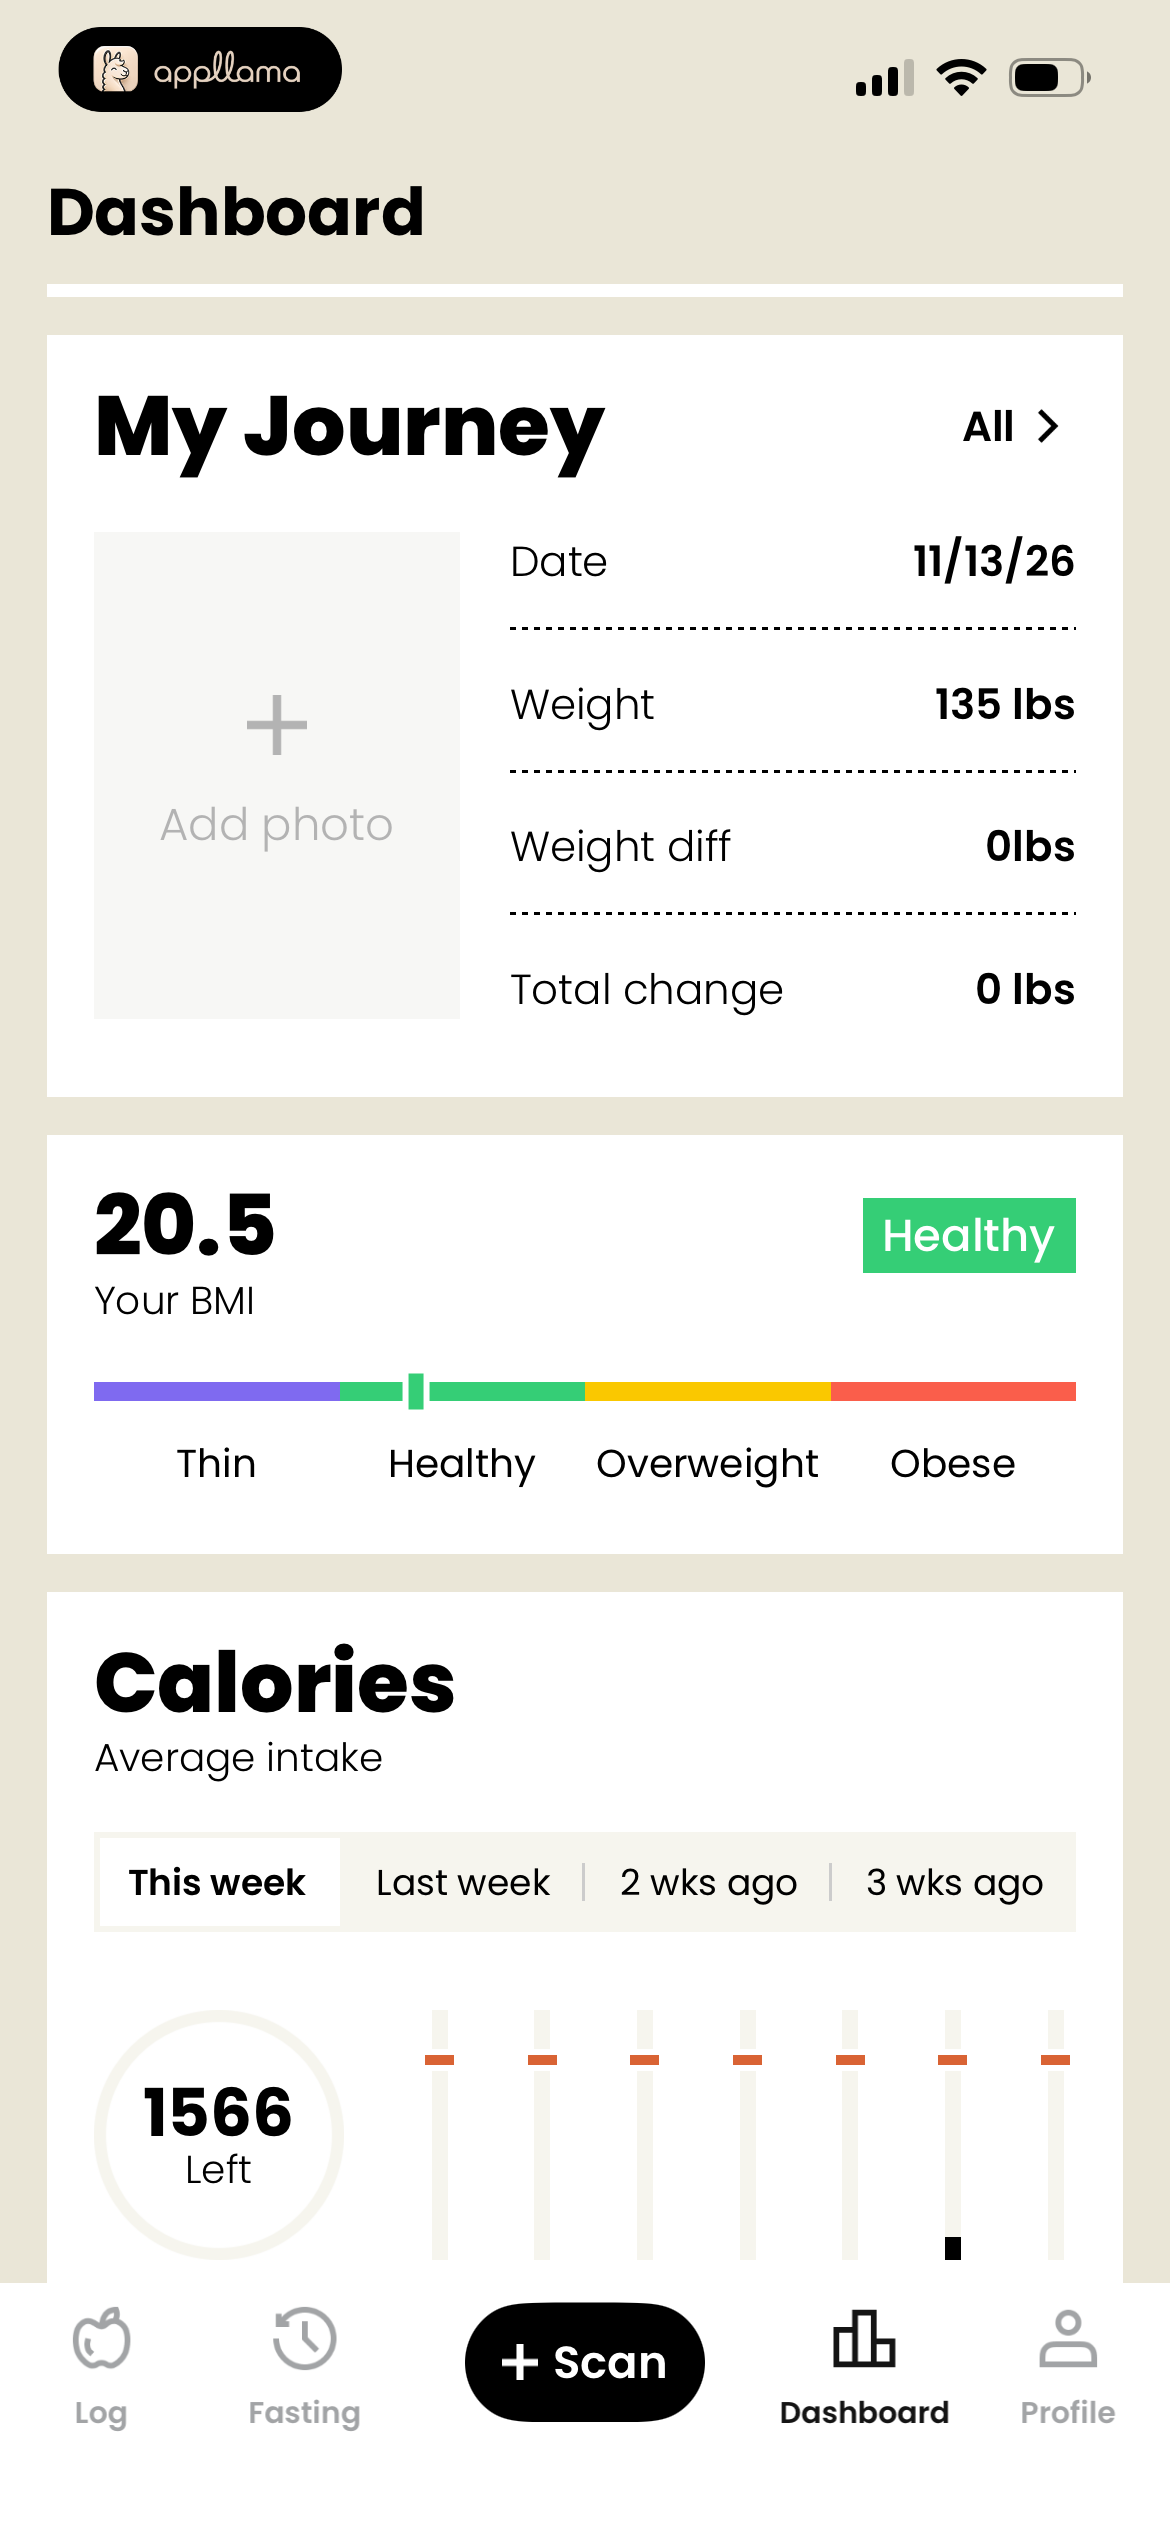 appllama
Dashboard
My Journey
All
Add photo
Date 11/13/26
Weight 135 lbs
Weight diff 0lbs
Total change 0 lbs
20.5
Your BMI
Healthy
Thin Healthy Overweight Obese
Calories
Average intake
This week Last week 2 wks ago 3 wks ago
1566
Left
Log Fasting + Scan Dashboard Profile